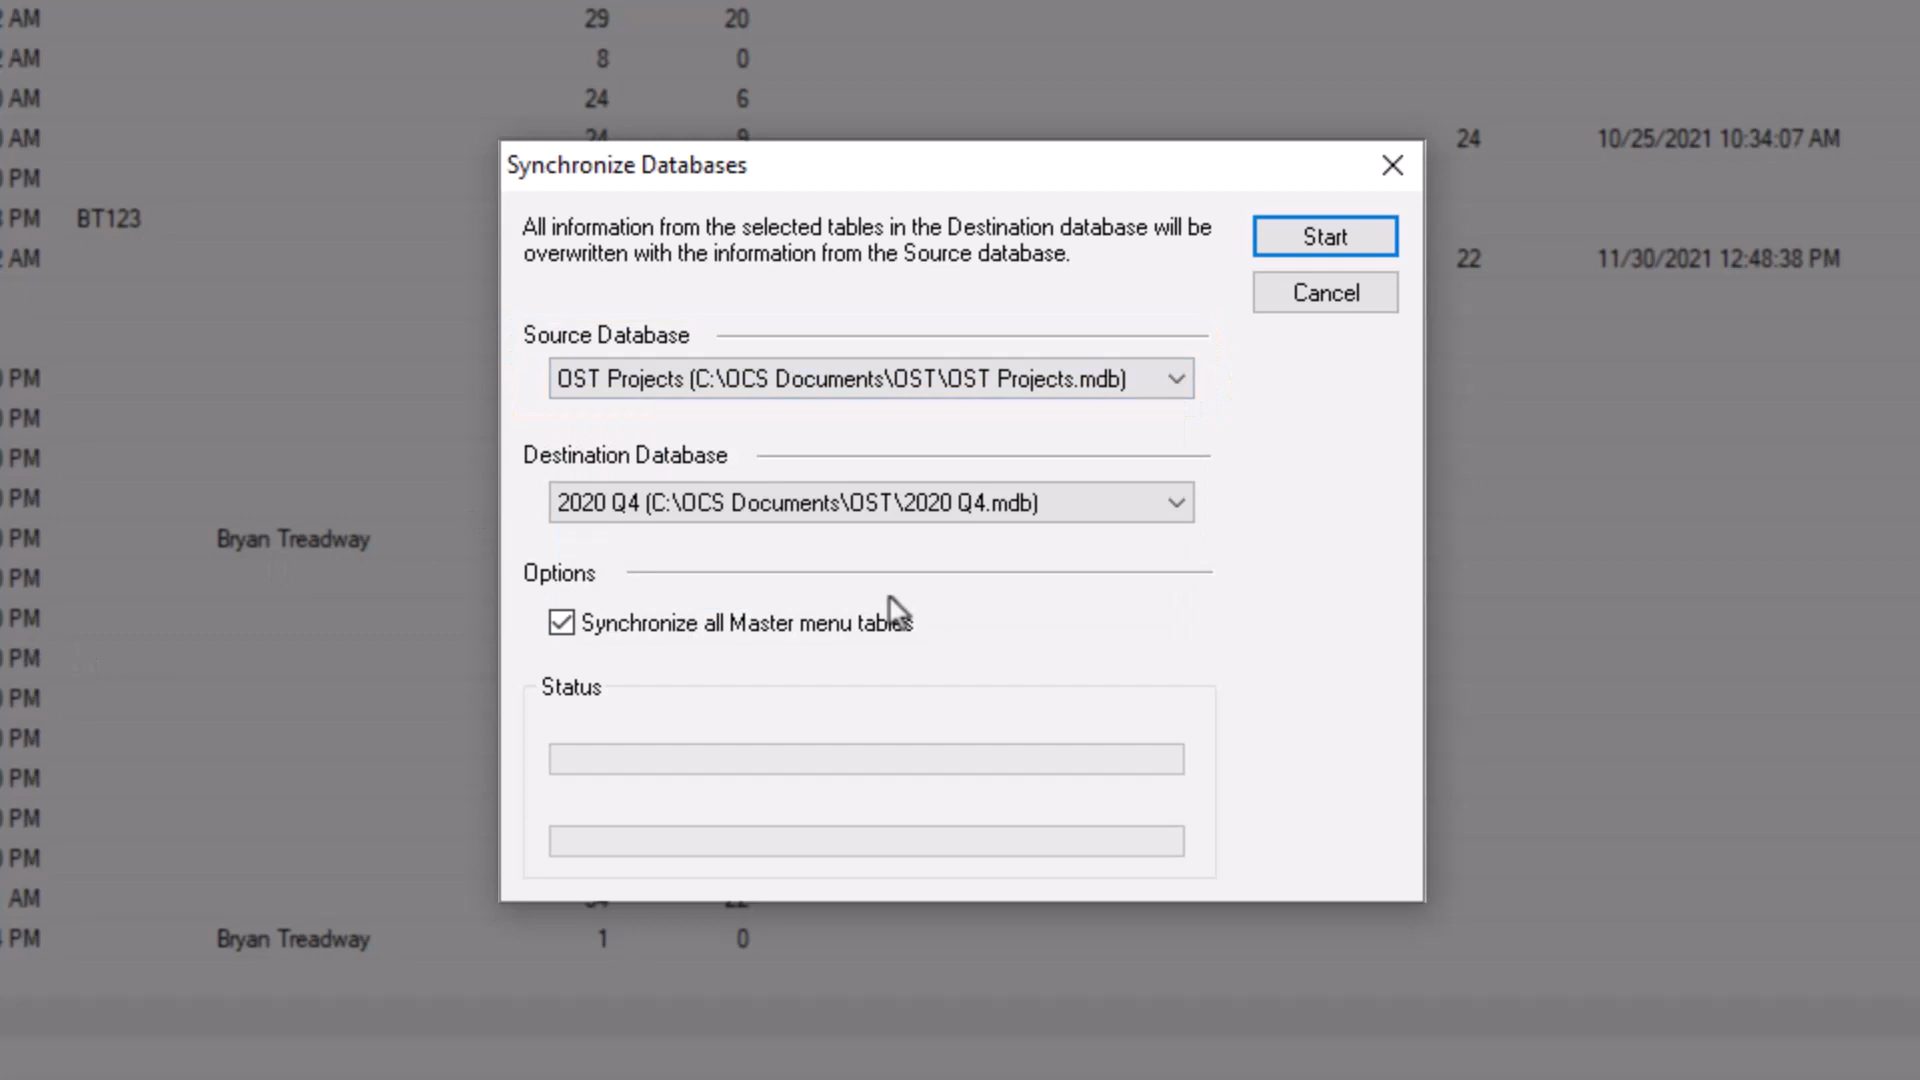 AM 29 20
AM 8 0
AM 24 6
AM 24 9 24 10/25/2021 10:34:07 AM
PM
PM BT123
AM 22 11/30/2021 12:48:38 PM
Synchronize Databases
All information from the selected tables in the Destination database will be
overwritten with the information from the Source database.
Start
Cancel
Source Database
OST Projects (C:\OCS Documents\OST\OST Projects.mdb)
Destination Database
2020 Q4 (C:\OCS Documents\OST\2020 Q4.mdb)
Options
Synchronize all Master menu tables
Status
PM
PM
PM
PM
PM Bryan Treadway
PM
PM
PM
PM
PM
PM
PM
PM
AM
PM Bryan Treadway 1 0